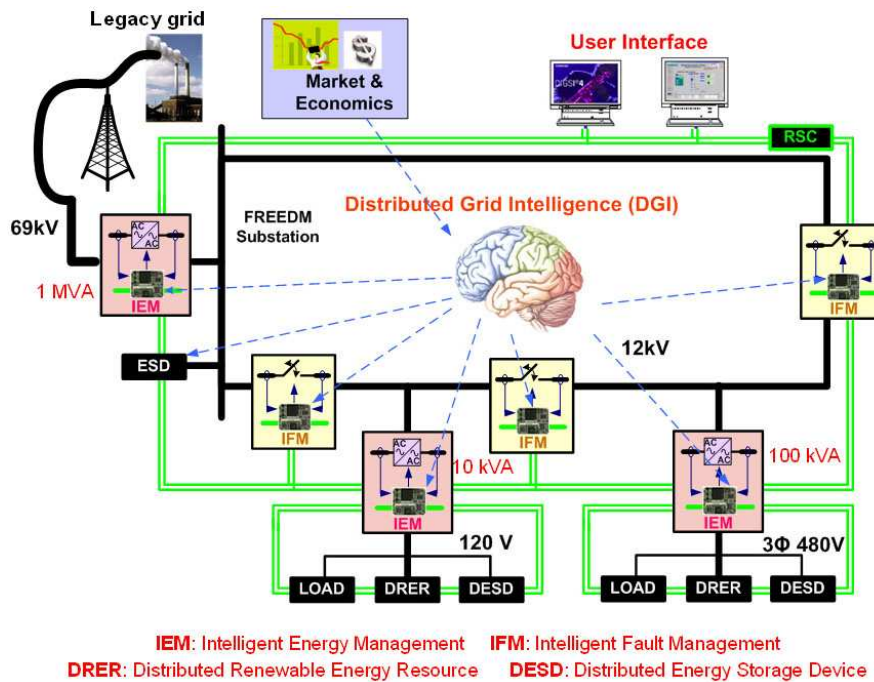 Legacy grid
$
Market &
Economics
User Interface
RSC
69kV
FREEDM
Substation
Distributed Grid Intelligence (DGI)
AC
AC
IEM
1 MVA
IFM
12kV
ESD
IFM
IFM
AC
AC
IEM
10 kVA
AC
AC
IEM
100 kVA
120 V
3Φ 480V
LOAD
DRER
DESD
LOAD
DRER
DESD
IEM: Intelligent Energy Management IFM: Intelligent Fault Management
DRER: Distributed Renewable Energy Resource DESD: Distributed Energy Storage Device